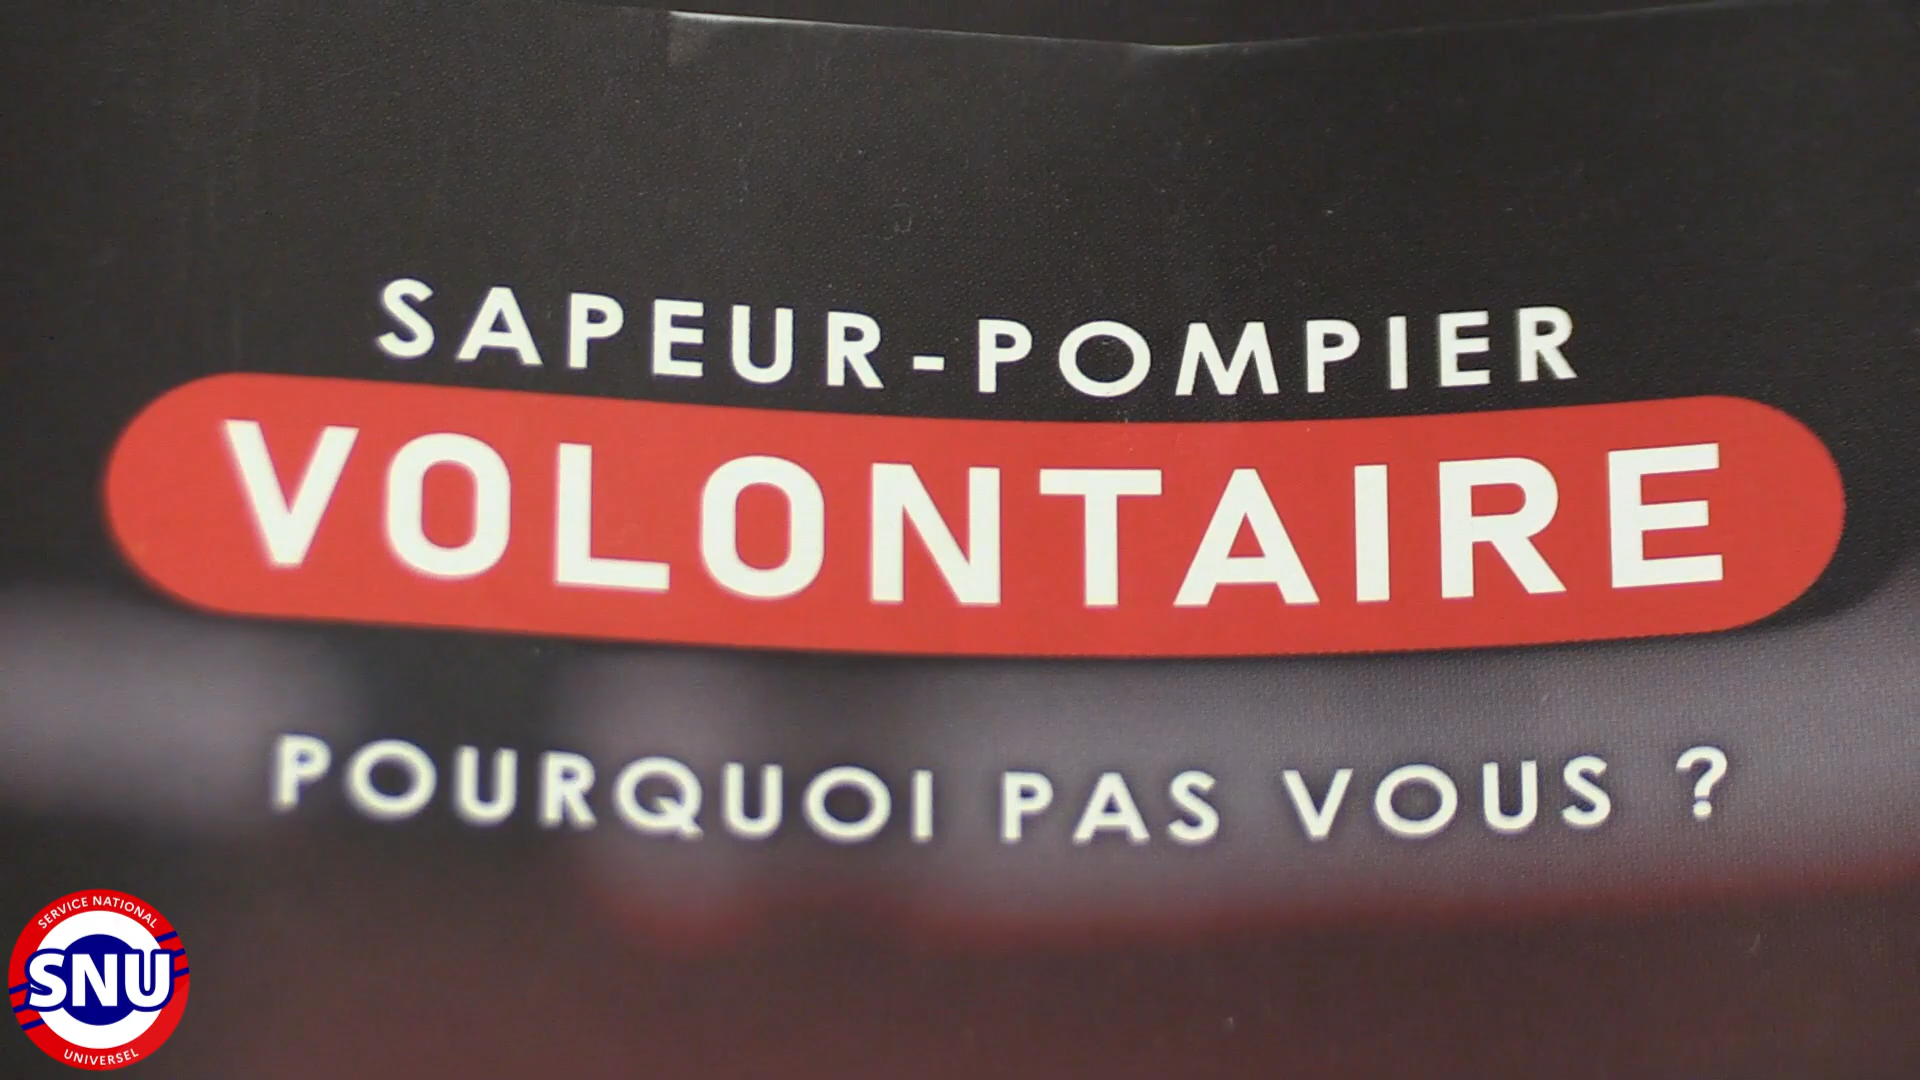 SAPEUR-POMPIER
VOLONTAIRE
POURQUOI PAS VOUS ?
SERVICE NATIONAL
SNU
UNIVERSEL